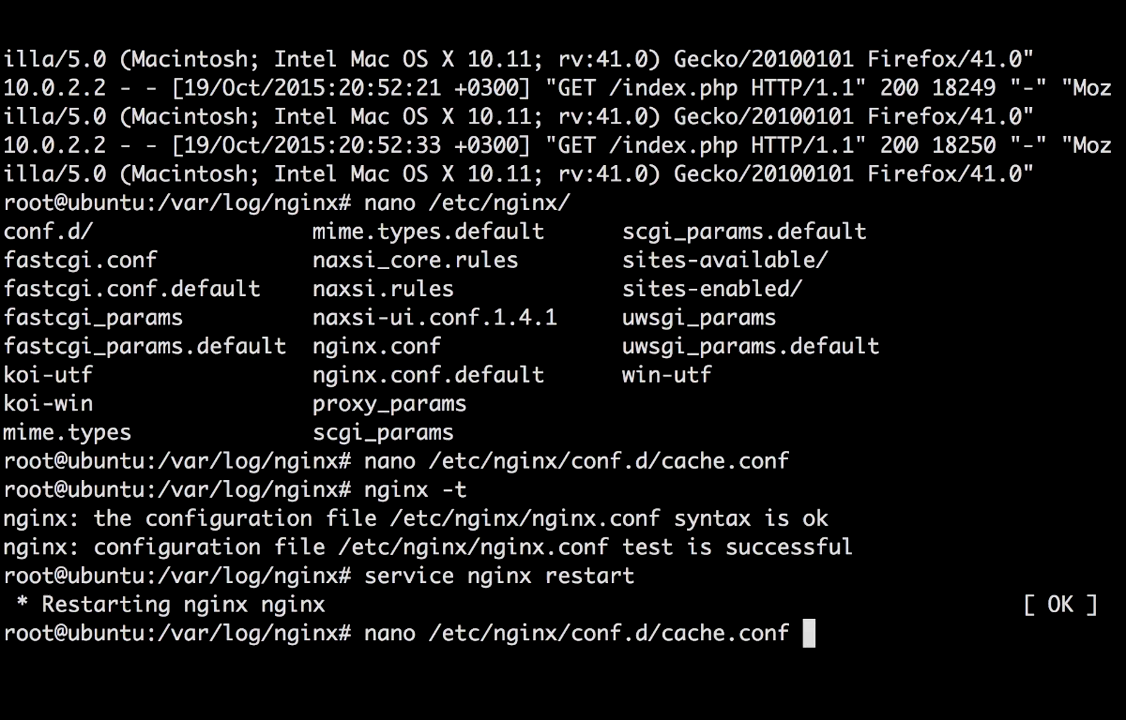 illa/5.0 (Macintosh; Intel Mac OS X 10.11; rv:41.0) Gecko/20100101 Firefox/41.0"
10.0.2.2 - - [19/Oct/2015:20:52:21 +0300] "GET /index.php HTTP/1.1" 200 18249 "-" "Moz
illa/5.0 (Macintosh; Intel Mac OS X 10.11; rv:41.0) Gecko/20100101 Firefox/41.0"
10.0.2.2 - - [19/Oct/2015:20:52:33 +0300] "GET /index.php HTTP/1.1" 200 18250 "-" "Moz
illa/5.0 (Macintosh; Intel Mac OS X 10.11; rv:41.0) Gecko/20100101 Firefox/41.0"
root@ubuntu:/var/log/nginx# nano /etc/nginx/
conf.d/ mime.types.default scgi_params.default
fastcgi.conf naxsi_core.rules sites-available/
fastcgi.conf.default naxsi.rules sites-enabled/
fastcgi_params naxsi-ui.conf.1.4.1 uwsgi_params
fastcgi_params.default nginx.conf uwsgi_params.default
koi-utf nginx.conf.default win-utf
koi-win proxy_params
mime.types scgi_params
root@ubuntu:/var/log/nginx# nano /etc/nginx/conf.d/cache.conf
root@ubuntu:/var/log/nginx# nginx -t
nginx: the configuration file /etc/nginx/nginx.conf syntax is ok
nginx: configuration file /etc/nginx/nginx.conf test is successful
root@ubuntu:/var/log/nginx# service nginx restart
 * Restarting nginx nginx [ OK ]
root@ubuntu:/var/log/nginx# nano /etc/nginx/conf.d/cache.conf